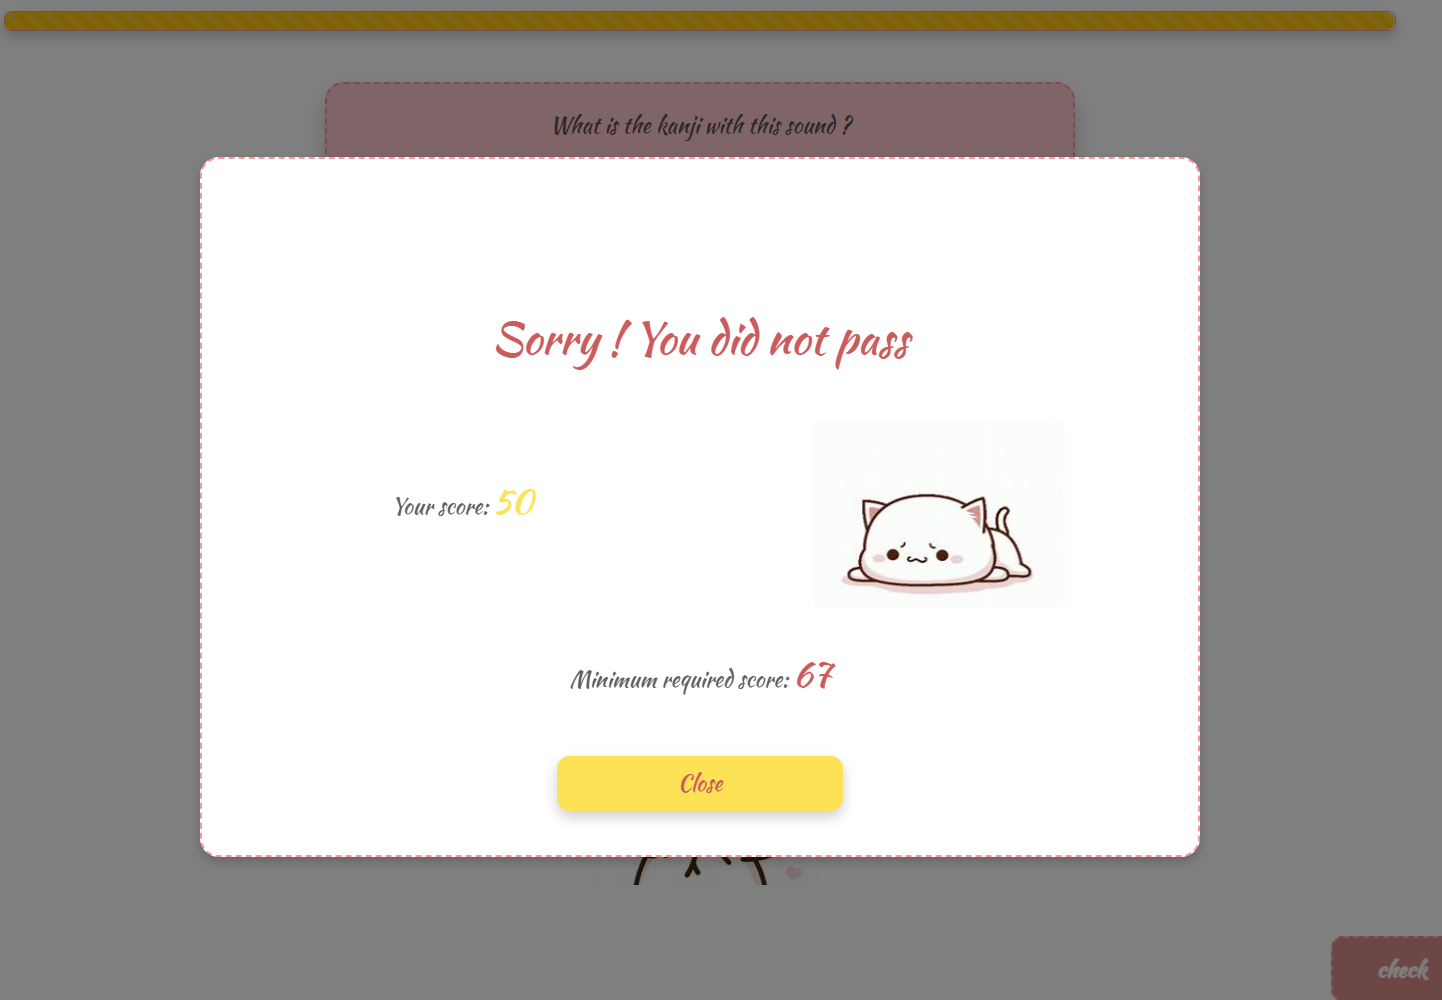 What is the kanji with this sound ?
Sorry ! You did not pass
Your score: 50
Minimum required score: 67
Close
check